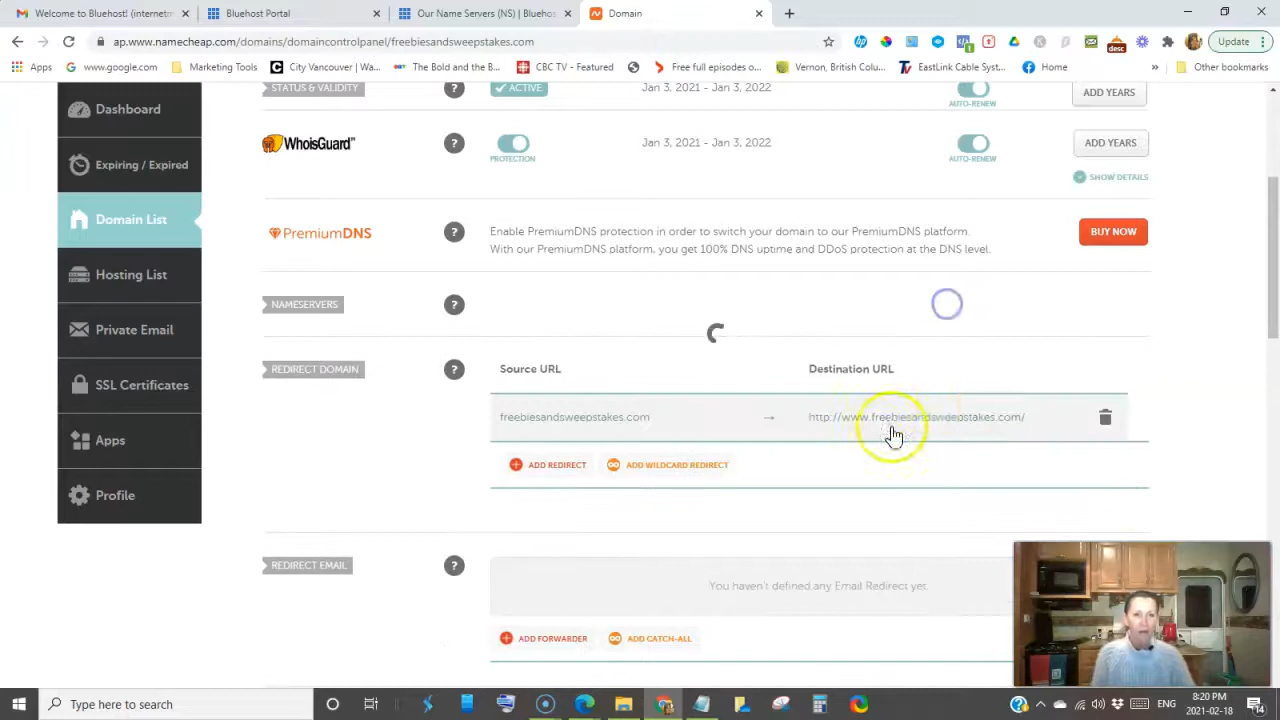 Welcome to Bluehost (internet
Bluehost Portal
Our Name Servers (NS) | Blueho
Domain
ap.www.namecheap.com/domains/domaincontrolpanel/freebiesandsweepstakes.com
Update
Apps
www.google.com
Marketing Tools
City Vancouver | Wa...
The Bold and the B...
CBC TV - Featured
Free full episodes o...
Vernon, British Colu...
EastLink Cable Syst...
Home
»
Other bookmarks
Dashboard
Expiring / Expired
Domain List
Hosting List
Private Email
SSL Certificates
Apps
Profile
STATUS & VALIDITY
?
ACTIVE
Jan 3, 2021 - Jan 3, 2022
AUTO-RENEW
ADD YEARS
WhoisGuard
?
PROTECTION
Jan 3, 2021 - Jan 3, 2022
AUTO-RENEW
ADD YEARS
SHOW DETAILS
PremiumDNS
?
Enable PremiumDNS protection in order to switch your domain to our PremiumDNS platform.
With our PremiumDNS platform, you get 100% DNS uptime and DDoS protection at the DNS level.
BUY NOW
NAMESERVERS
?
REDIRECT DOMAIN
?
Source URL
Destination URL
freebiesandsweepstakes.com
→
http://www.freebiesandsweepstakes.com/
ADD REDIRECT
ADD WILDCARD REDIRECT
REDIRECT EMAIL
?
You haven't defined any Email Redirect yet.
ADD FORWARDER
ADD CATCH-ALL
Type here to search
ENG
8:20 PM
2021-02-18